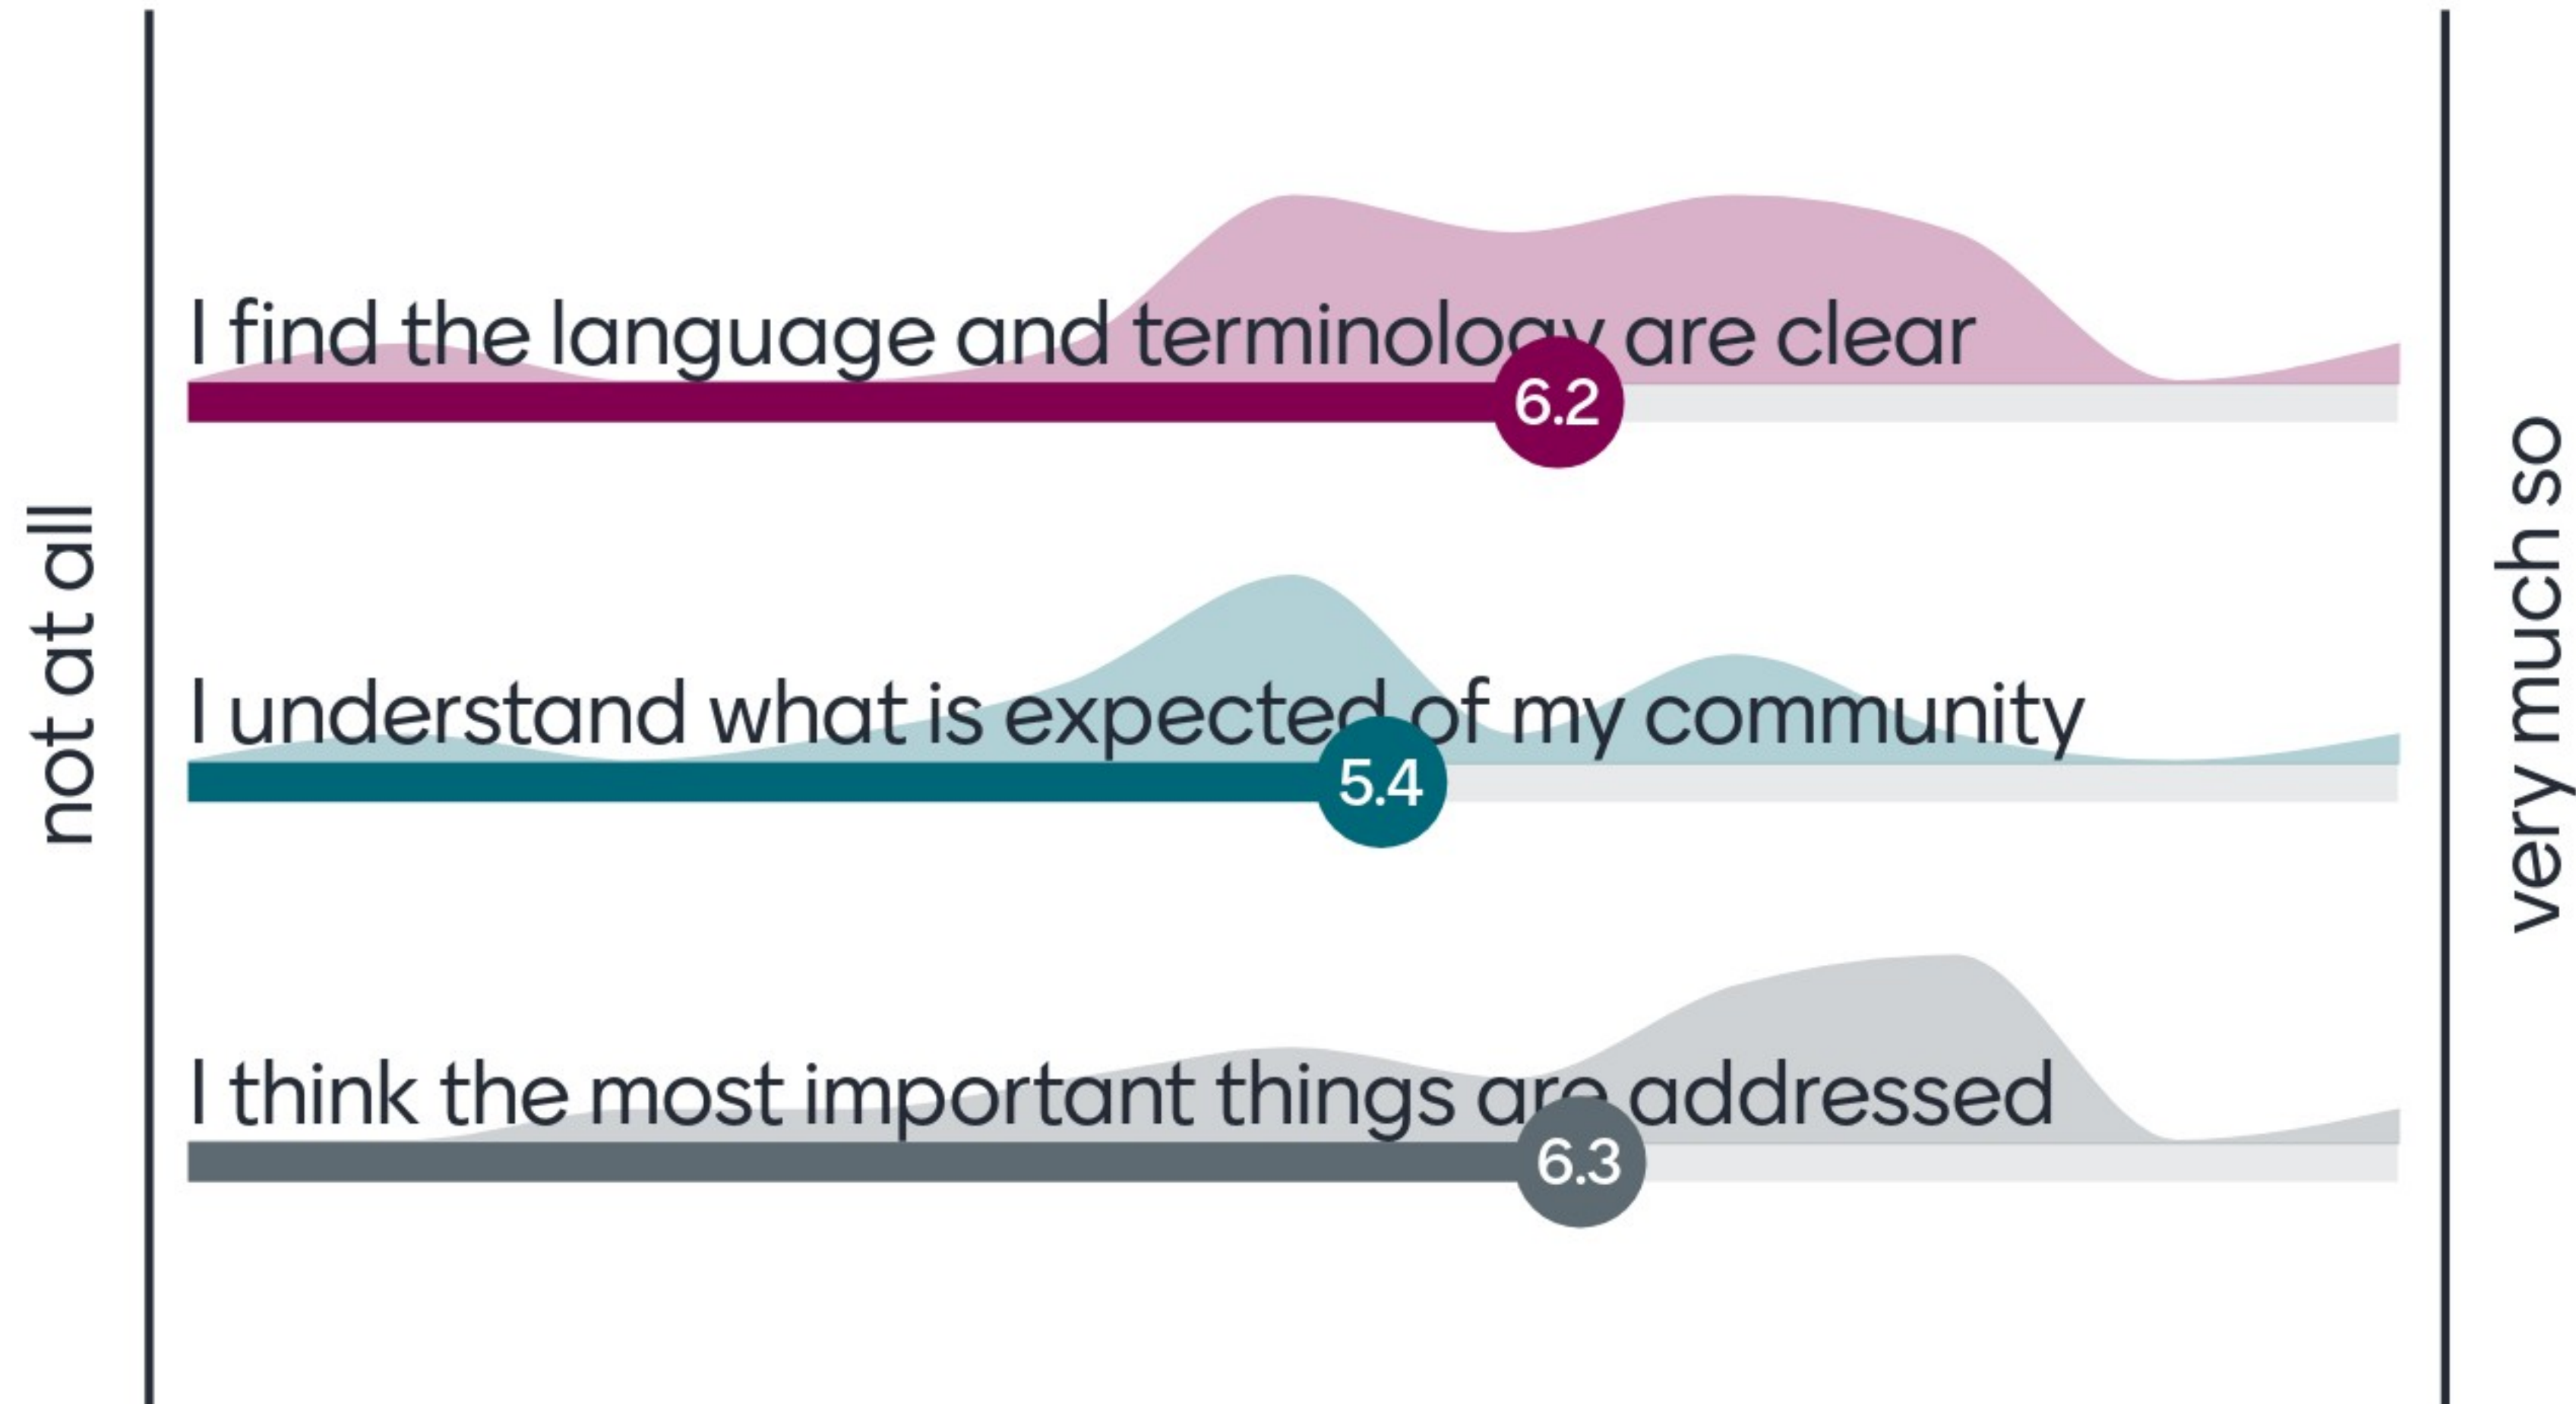 not at all
I find the language and terminology are clear
6.2
I understand what is expected of my community
5.4
I think the most important things are addressed
6.3
very much so